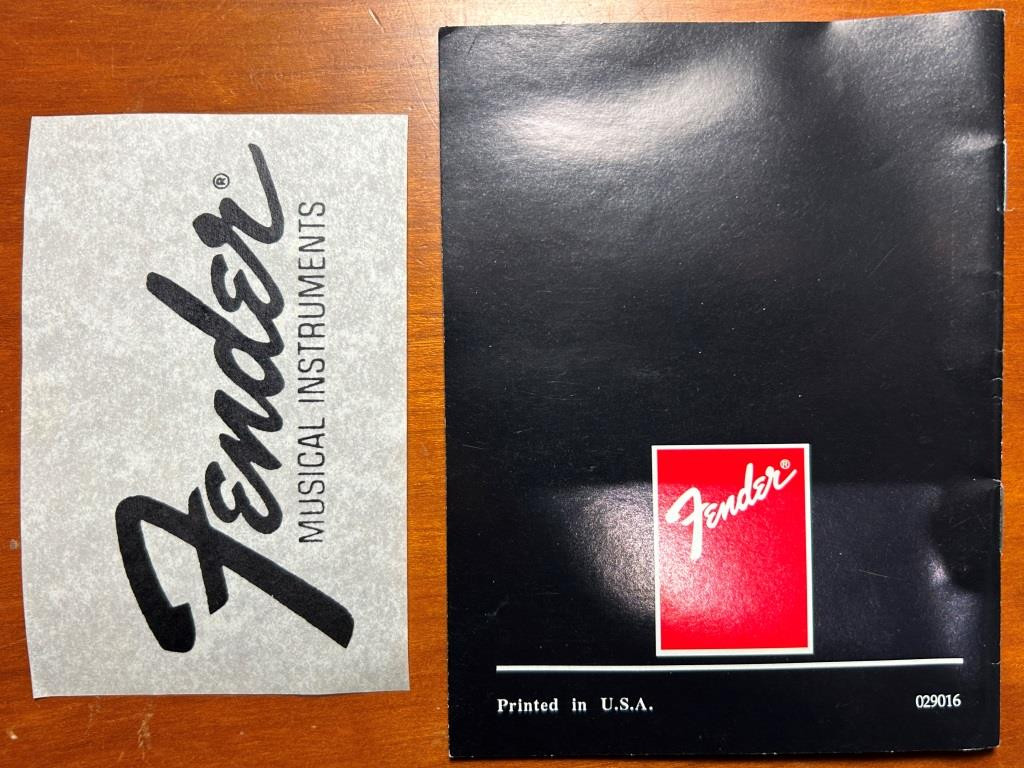 Fender®
MUSICAL INSTRUMENTS
Fender®
Printed in U.S.A.
029016